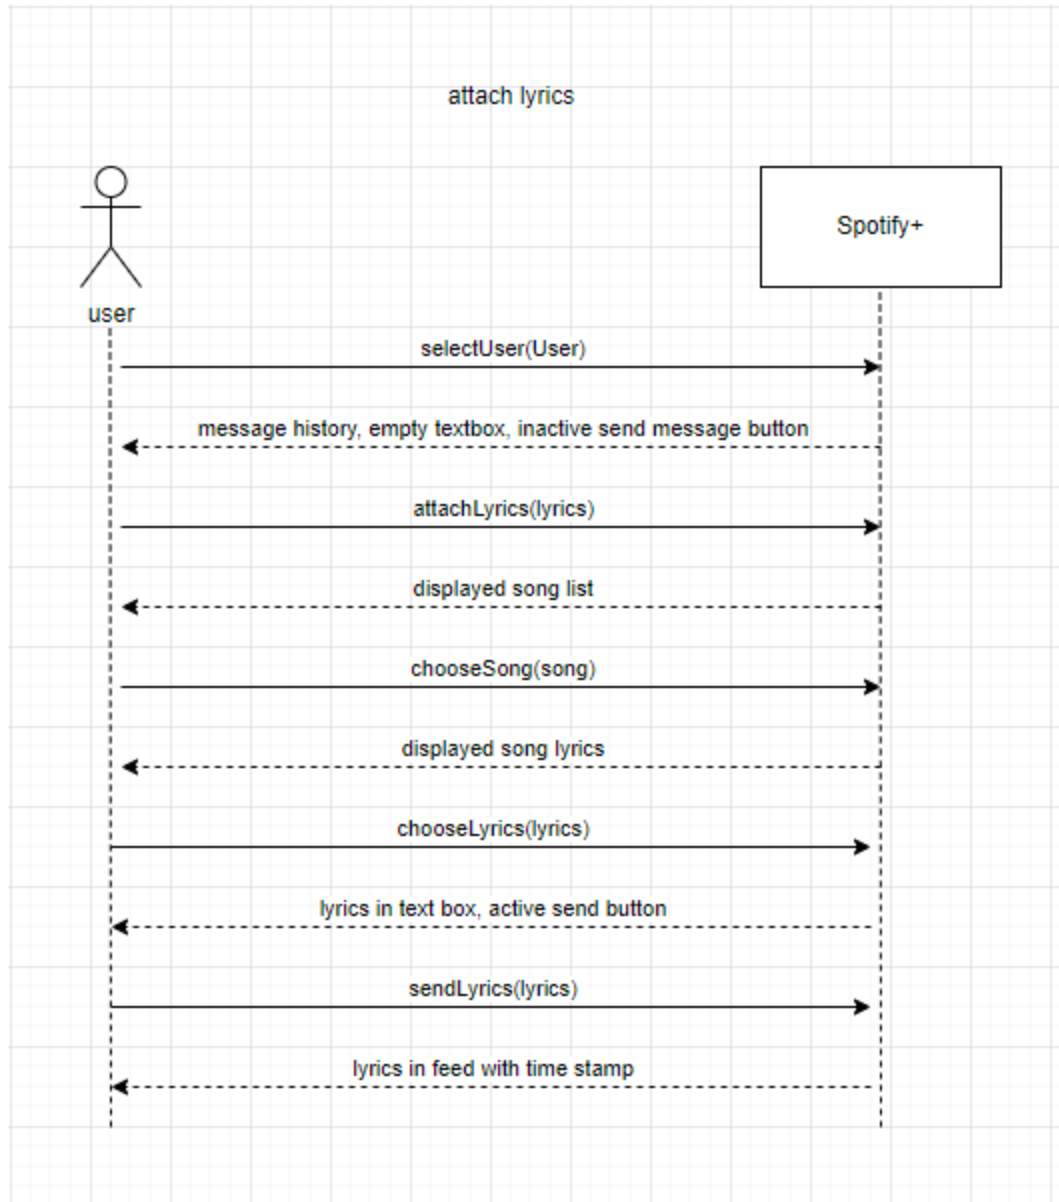 attach lyrics
Spotify+
user
selectUser(User)
message history, empty textbox, inactive send message button
attachLyrics(lyrics)
displayed song list
chooseSong(song)
displayed song lyrics
chooseLyrics(lyrics)
lyrics in text box, active send button
sendLyrics(lyrics)
lyrics in feed with time stamp